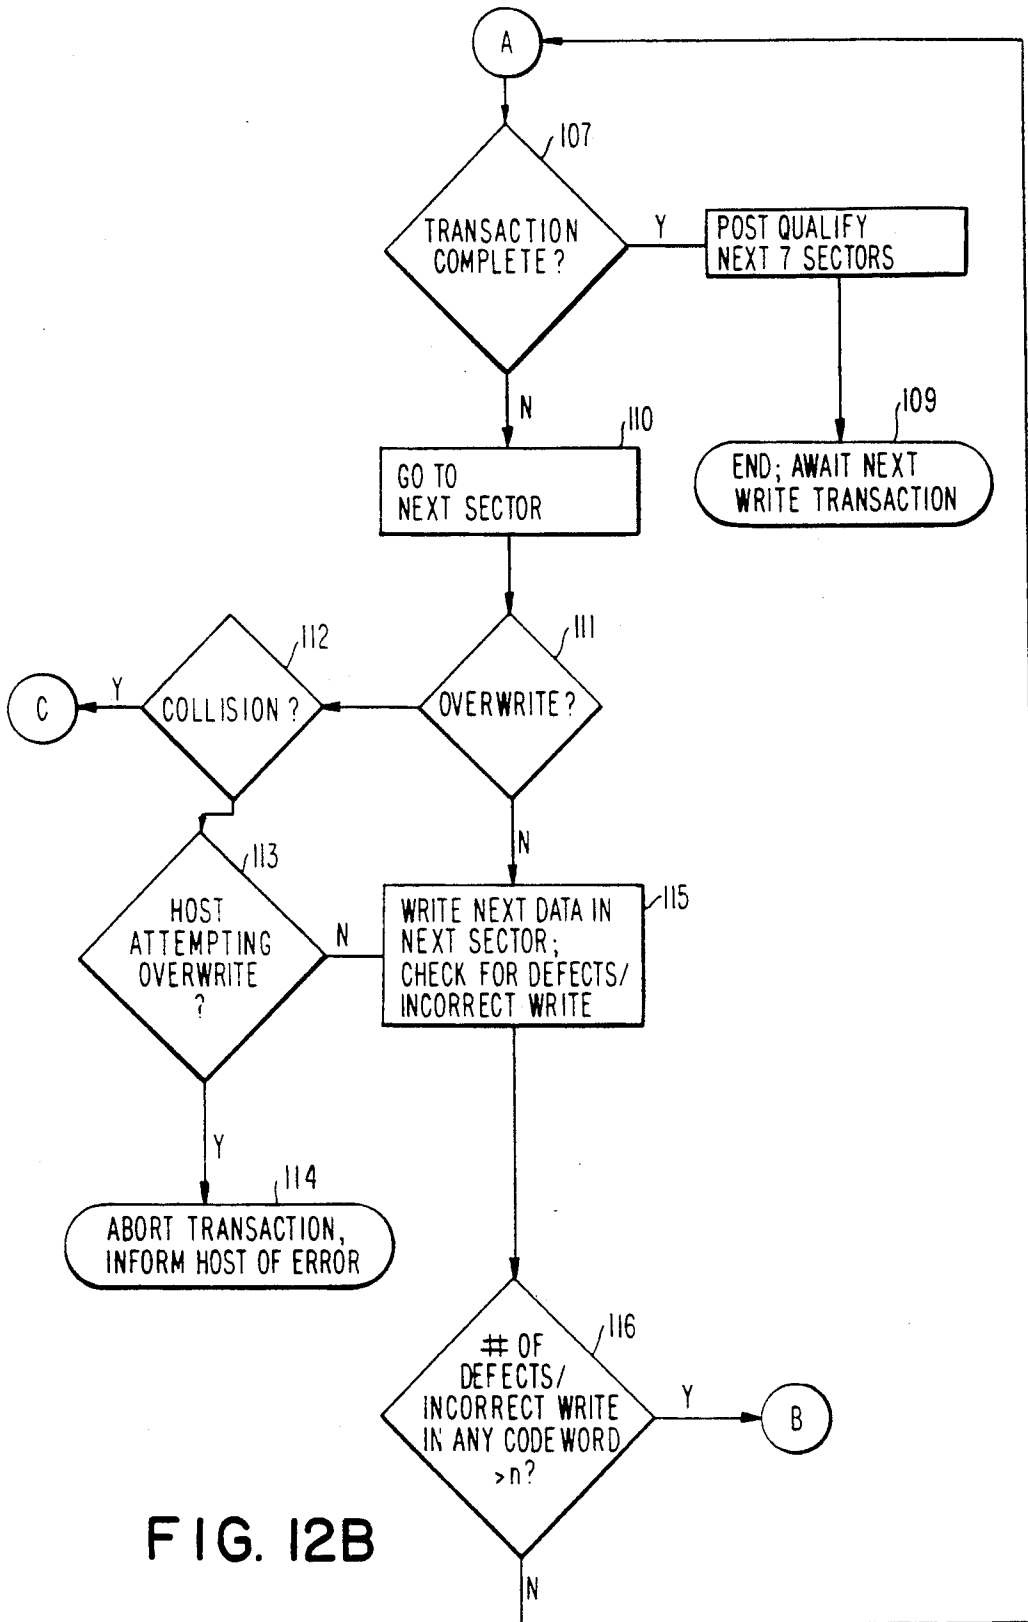 A
107
TRANSACTION
COMPLETE?
Y
POST QUALIFY
NEXT 7 SECTORS
N
110
109
GO TO
NEXT SECTOR
END; AWAIT NEXT
WRITE TRANSACTION
112
111
C
Y
COLLISION?
OVERWRITE?
N
113
HOST
ATTEMPTING
OVERWRITE
?
N
115
WRITE NEXT DATA IN
NEXT SECTOR;
CHECK FOR DEFECTS/
INCORRECT WRITE
Y
114
ABORT TRANSACTION,
INFORM HOST OF ERROR
116
# OF
DEFECTS/
INCORRECT WRITE
IN ANY CODEWORD
>n?
Y
B
N
FIG. 12B